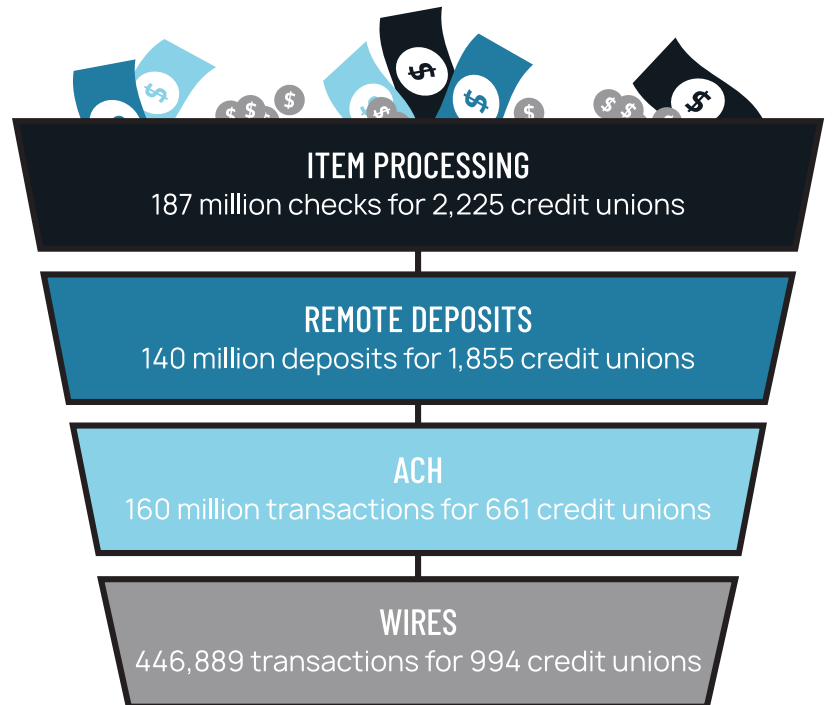 ITEM PROCESSING
187 million checks for 2,225 credit unions
REMOTE DEPOSITS
140 million deposits for 1,855 credit unions
ACH
160 million transactions for 661 credit unions
WIRES
446,889 transactions for 994 credit unions